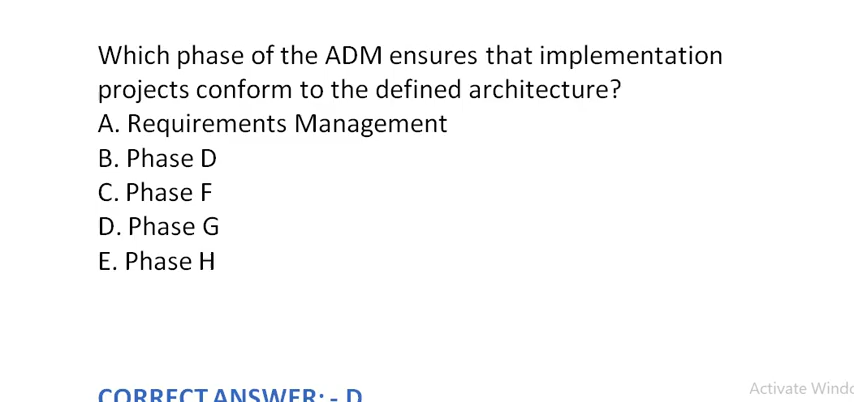 Which phase of the ADM ensures that implementation
projects conform to the defined architecture?
A. Requirements Management
B. Phase D
C. Phase F
D. Phase G
E. Phase H
CORRECT ANSWER: - D
Activate Windo